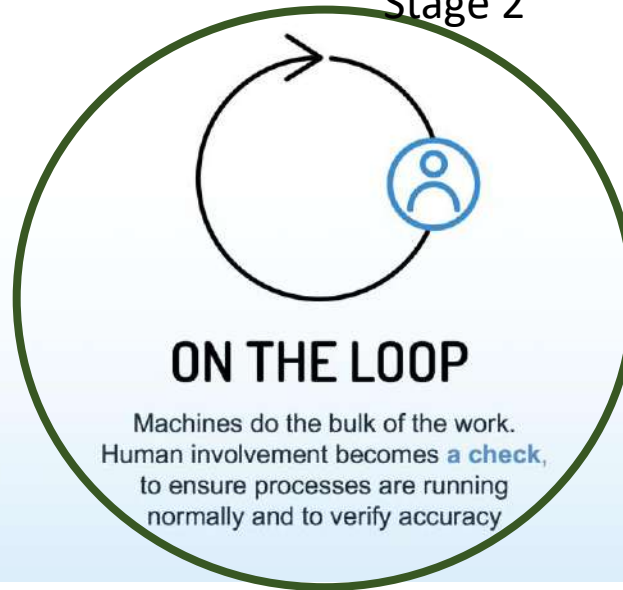 Stage 2
ON THE LOOP
Machines do the bulk of the work.
Human involvement becomes a check,
to ensure processes are running
normally and to verify accuracy